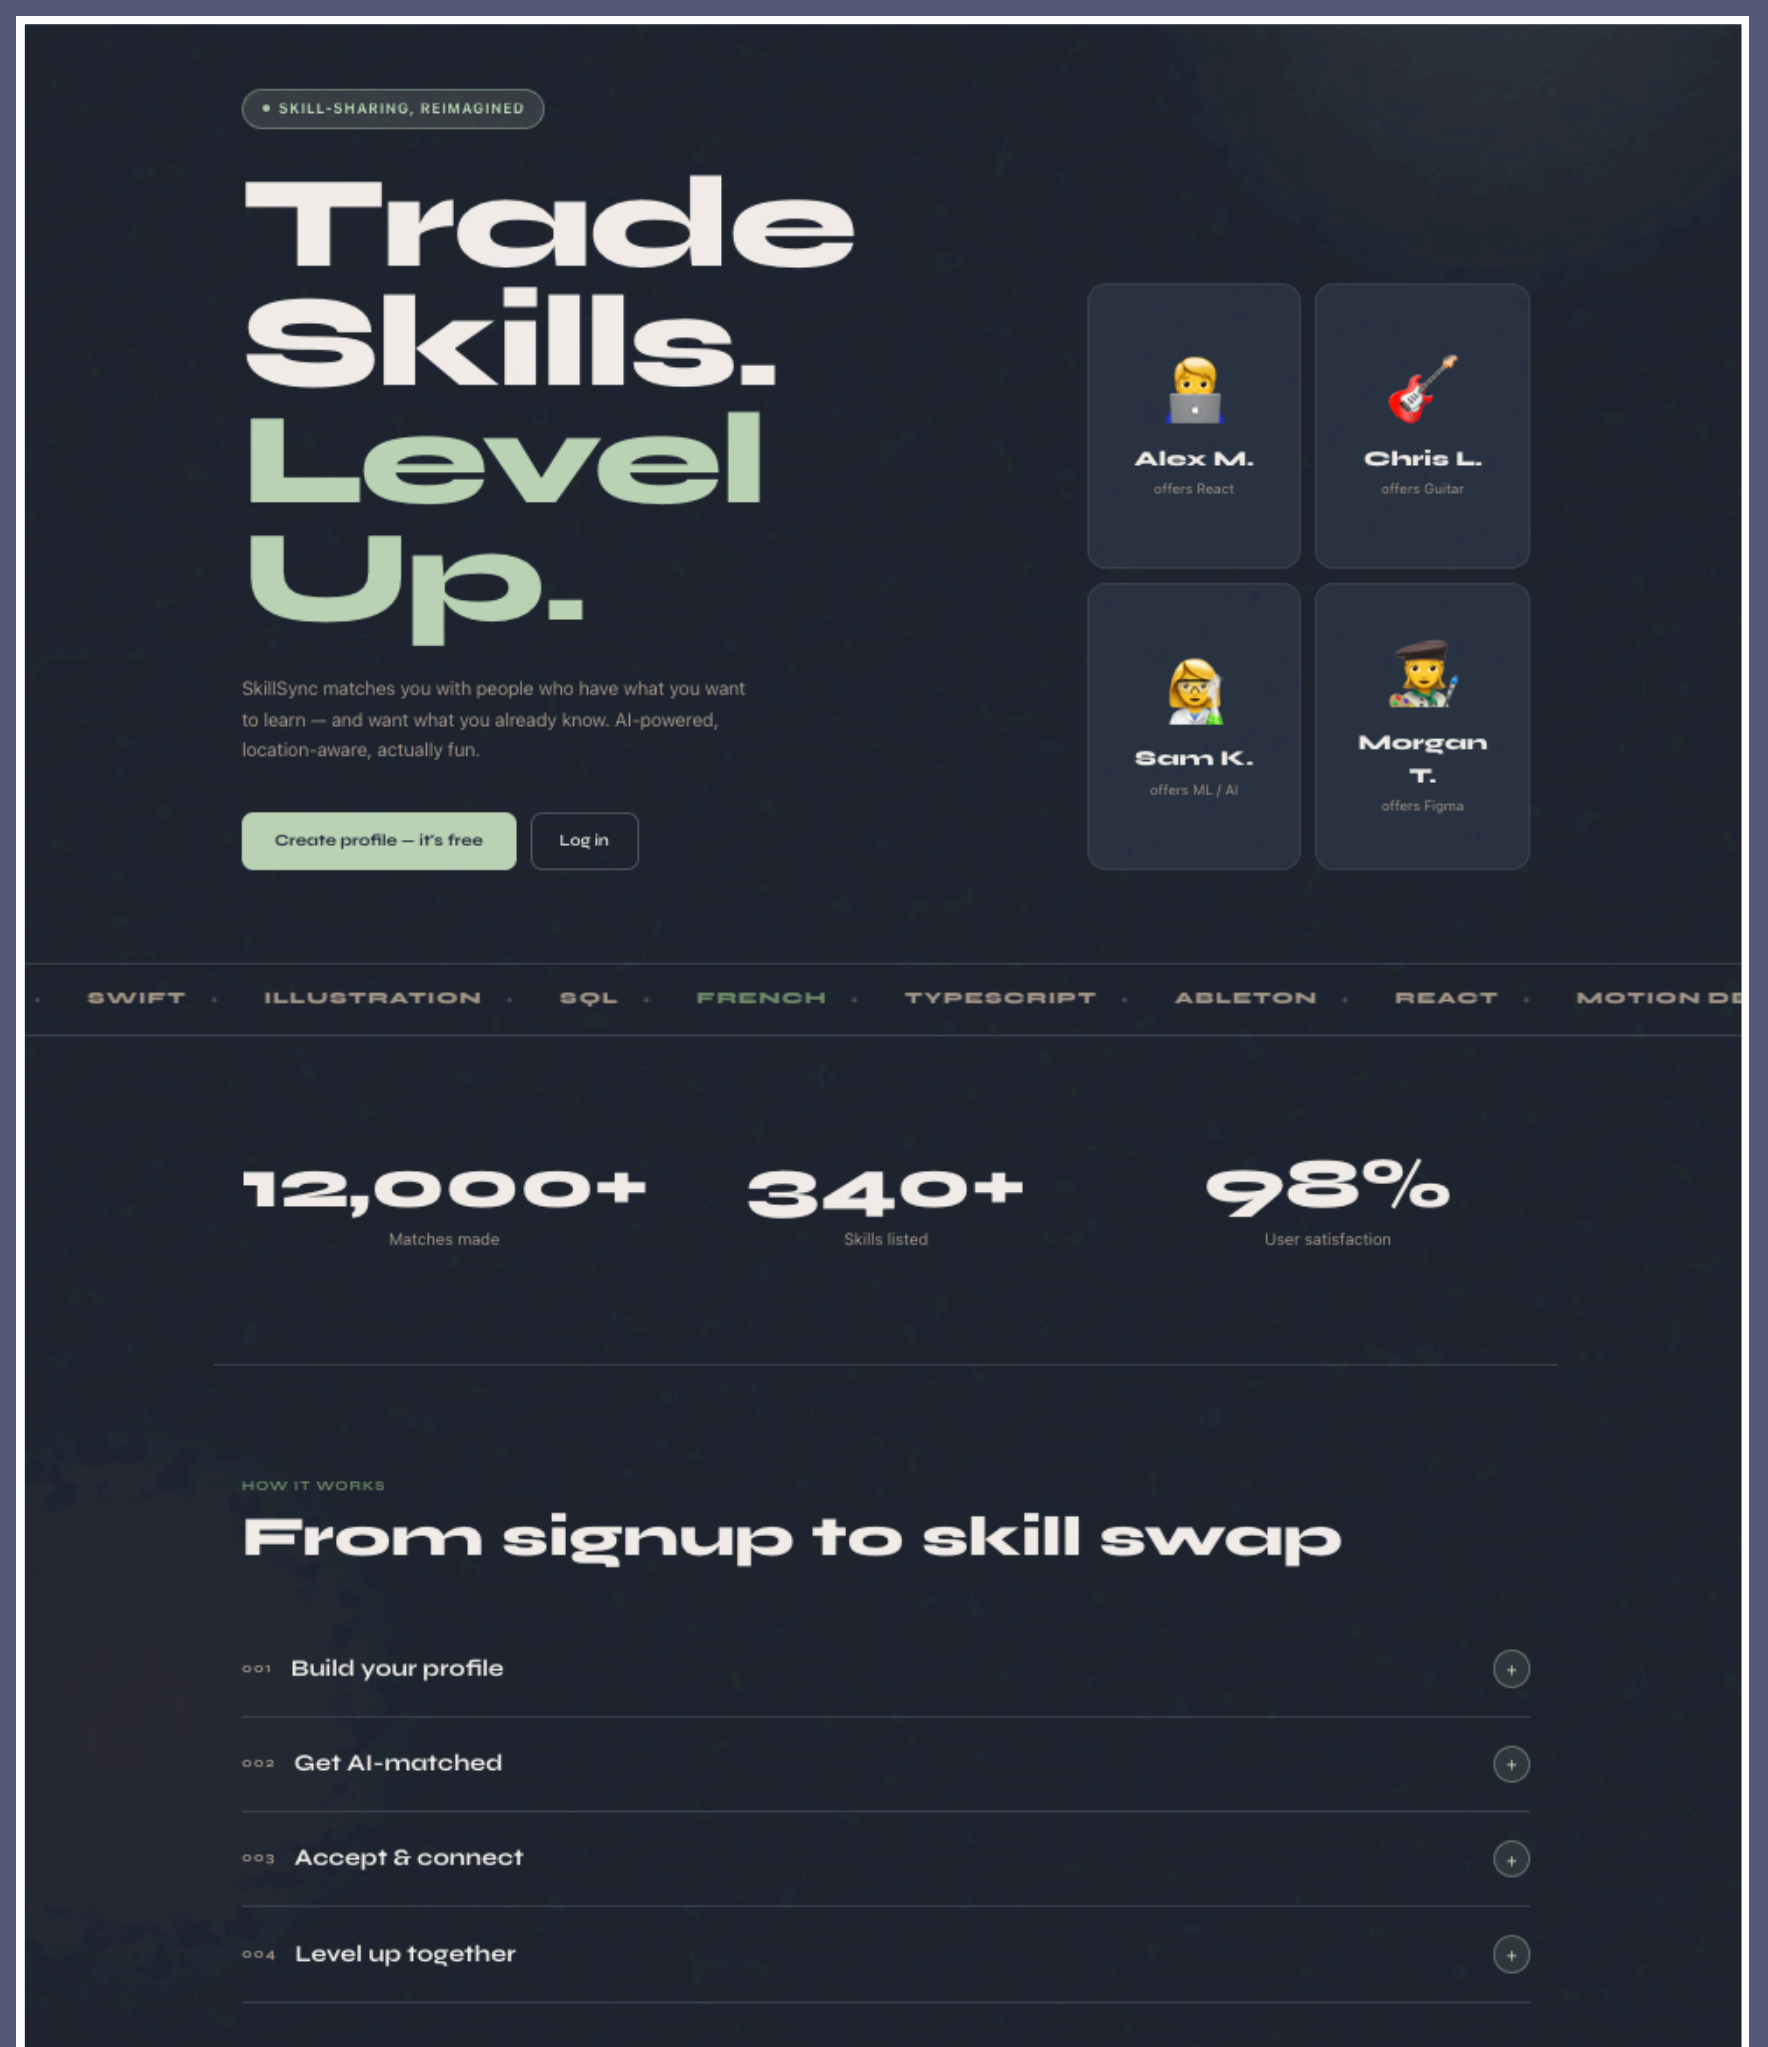 SKILL-SHARING, REIMAGINED
Trade
Skills.
Level
Up.
SkillSync matches you with people who have what you want
to learn — and want what you already know. AI-powered,
location-aware, actually fun.
Create profile — it's free
Log in
Alex M.
offers React
Chris L.
offers Guitar
Sam K.
offers ML / AI
Morgan
T.
offers Figma
SWIFT · ILLUSTRATION · SQL · FRENCH · TYPESCRIPT · ABLETON · REACT · MOTION DE
12,000+
Matches made
340+
Skills listed
98%
User satisfaction
HOW IT WORKS
From signup to skill swap
001 Build your profile +
002 Get AI-matched +
003 Accept & connect +
004 Level up together +